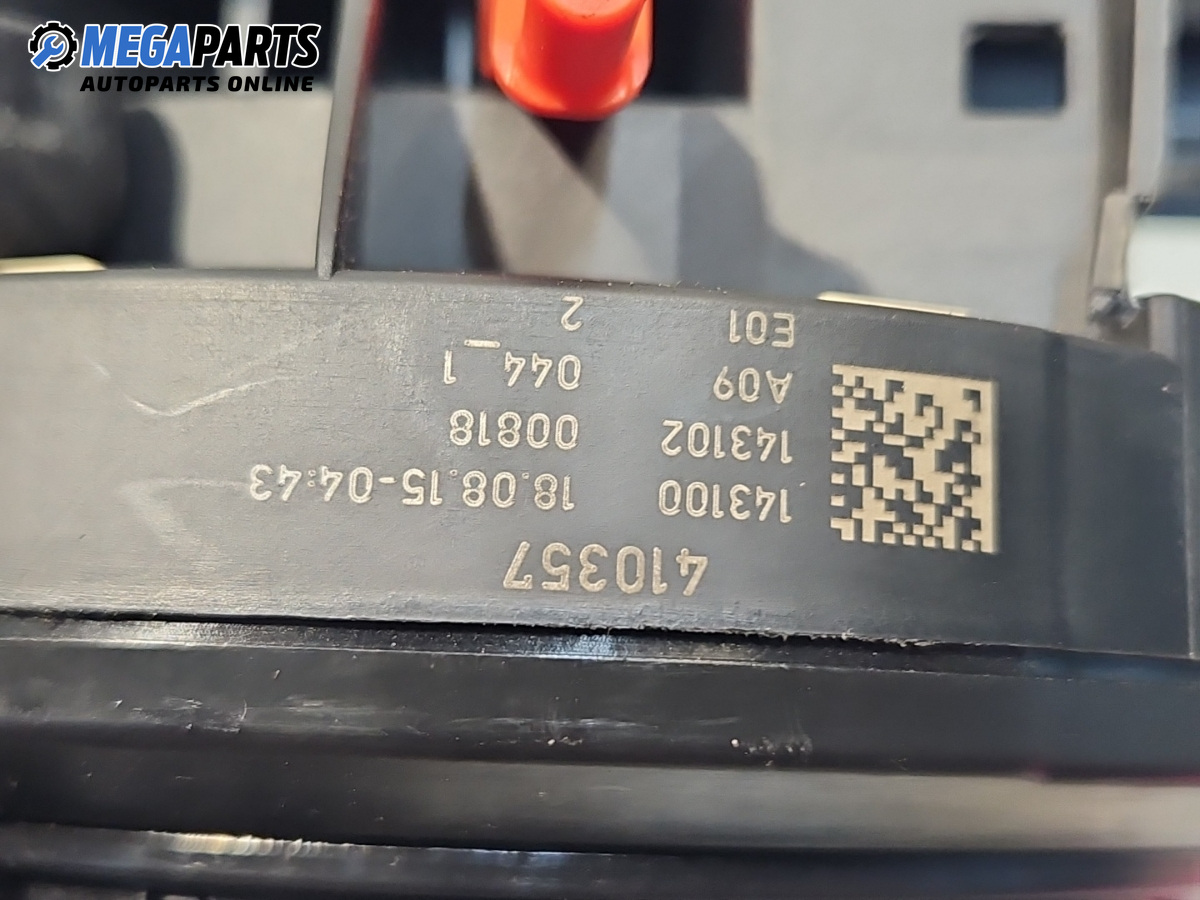 MEGAPARTS
AUTOPARTS ONLINE
410357
143100 18.08.15-04:43
143102 00818
A09 044_1
E01 2